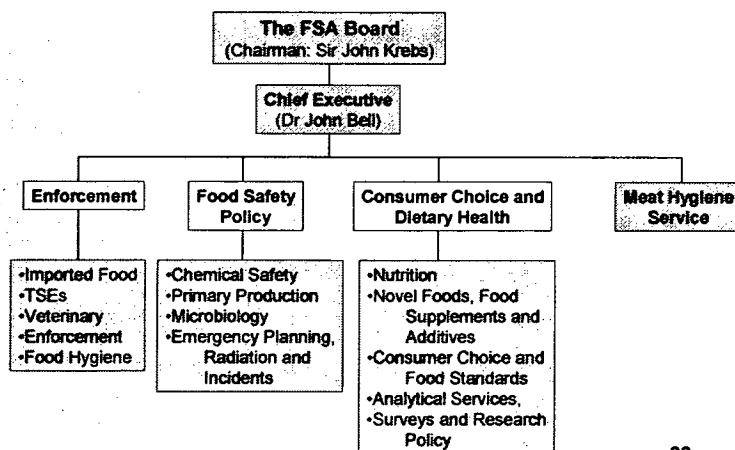 The FSA Board
(Chairman: Sir John Krebs)
Chief Executive
(Dr John Bell)
Enforcement
Food Safety
Policy
Consumer Choice and
Dietary Health
Meat Hygiene
Service
•Imported Food
•TSEs
•Veterinary
•Enforcement
•Food Hygiene
•Chemical Safety
•Primary Production
•Microbiology
•Emergency Planning,
Radiation and
Incidents
•Nutrition
•Novel Foods, Food
Supplements and
Additives
•Consumer Choice and
Food Standards
•Analytical Services,
•Surveys and Research
Policy